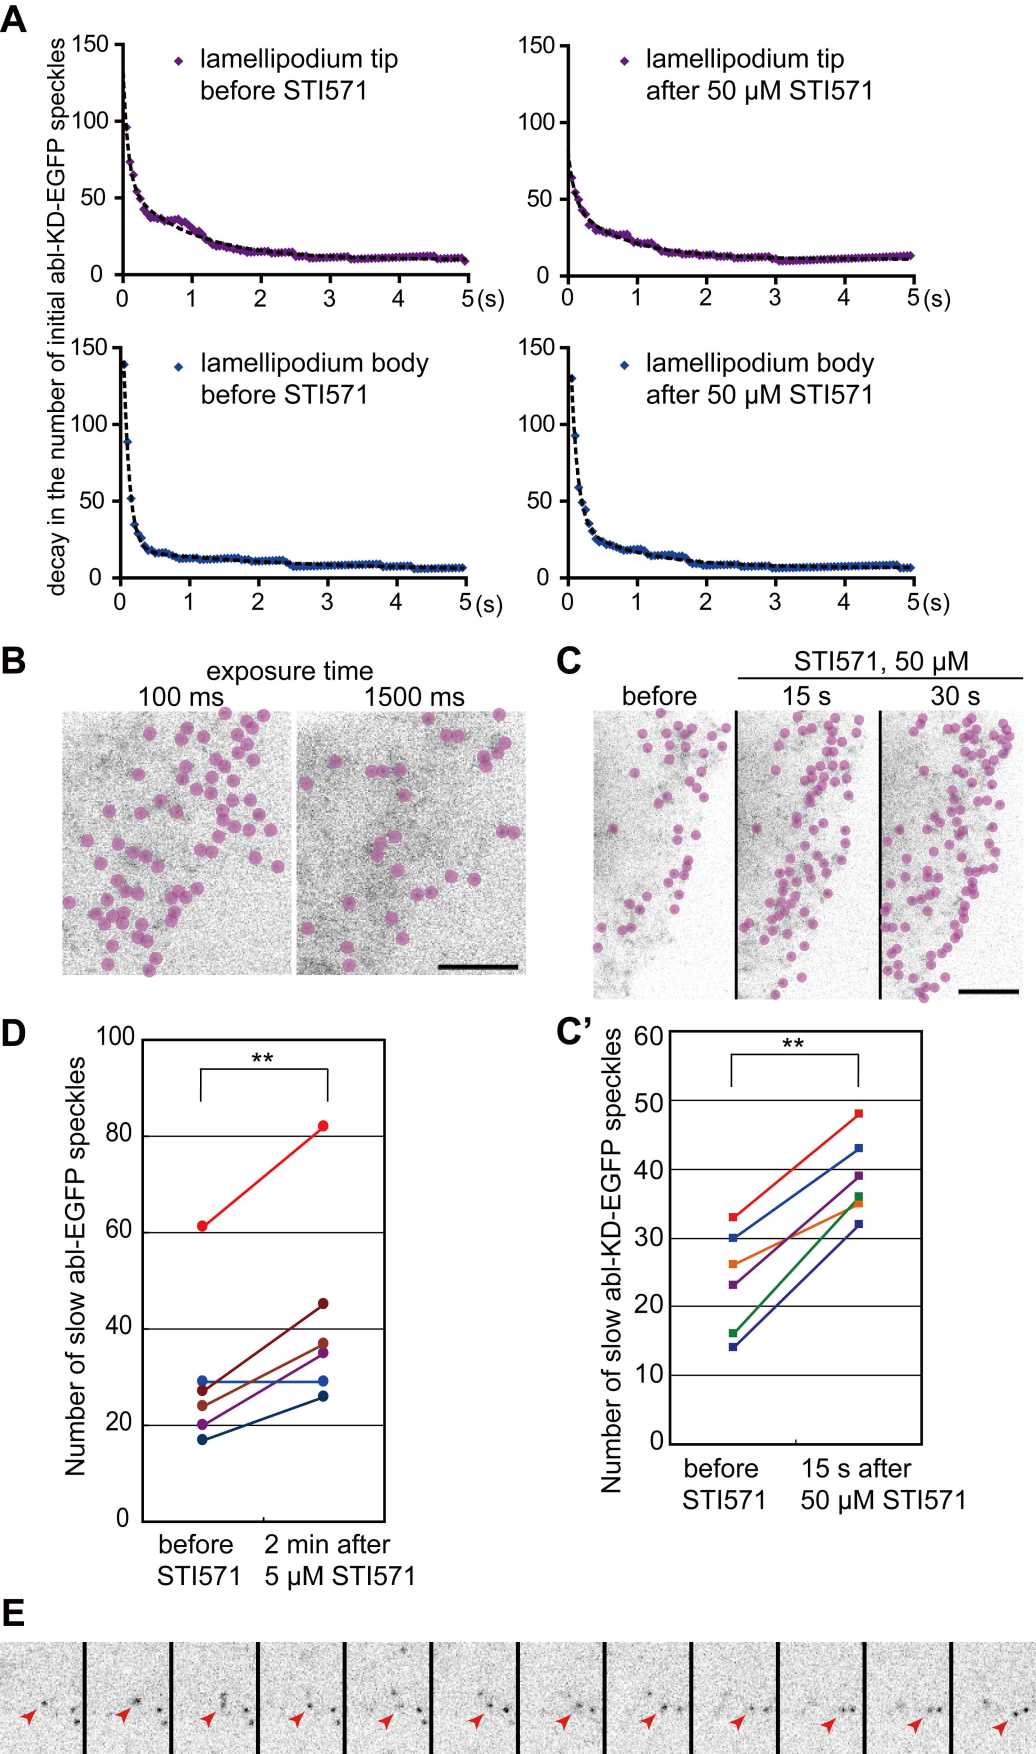 A
decay in the number of initial abl-KD-EGFP speckles
150
100
50
0
0 1 2 3 4 5 (s)
lamellipodium tip
before STI571
150
100
50
0
0 1 2 3 4 5 (s)
lamellipodium tip
after 50 µM STI571
150
100
50
0
0 1 2 3 4 5 (s)
lamellipodium body
before STI571
150
100
50
0
0 1 2 3 4 5 (s)
lamellipodium body
after 50 µM STI571
B
exposure time
100 ms 1500 ms
C
STI571, 50 µM
before 15 s 30 s
D
Number of slow abl-EGFP speckles
100
80
60
40
20
0
**
before 2 min after
STI571 5 µM STI571
C’
Number of slow abl-KD-EGFP speckles
60
50
40
30
20
10
0
**
before 15 s after
STI571 50 µM STI571
E